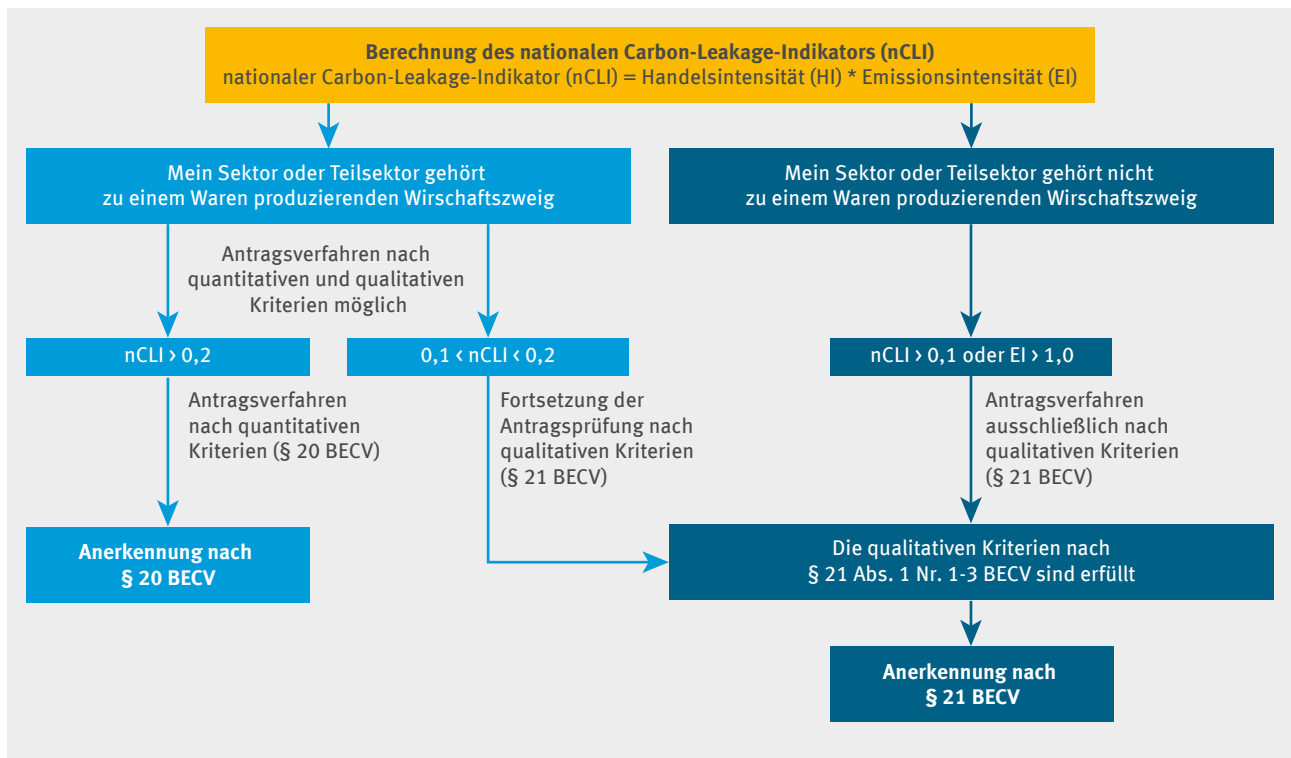 Berechnung des nationalen Carbon-Leakage-Indikators (nCLI)
nationaler Carbon-Leakage-Indikator (nCLI) = Handelsintensität (HI) * Emissionsintensität (EI)
Mein Sektor oder Teilsektor gehört
zu einem Waren produzierenden Wirschaftszweig
Mein Sektor oder Teilsektor gehört nicht
zu einem Waren produzierenden Wirtschaftszweig
Antragsverfahren nach
quantitativen und qualitativen
Kriterien möglich
nCLI > 0,2
0,1 < nCLI < 0,2
nCLI > 0,1 oder EI > 1,0
Antragsverfahren
nach quantitativen
Kriterien (§ 20 BECV)
Fortsetzung der
Antragsprüfung nach
qualitativen Kriterien
(§ 21 BECV)
Antragsverfahren
ausschließlich nach
qualitativen Kriterien
(§ 21 BECV)
Anerkennung nach
§ 20 BECV
Die qualitativen Kriterien nach
§ 21 Abs. 1 Nr. 1-3 BECV sind erfüllt
Anerkennung nach
§ 21 BECV